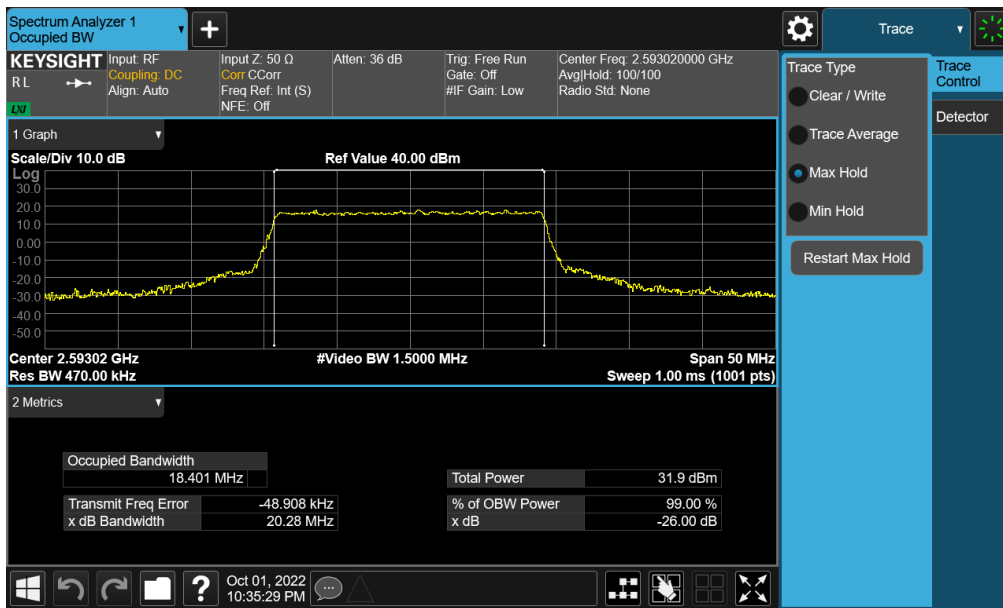 Spectrum Analyzer 1
Occupied BW
Trace
KEYSIGHT
R L
LXI
Input: RF
Coupling: DC
Align: Auto
Input Z: 50 Ω
Corr CCorr
Freq Ref: Int (S)
NFE: Off
Atten: 36 dB
Trig: Free Run
Gate: Off
#IF Gain: Low
Center Freq: 2.593020000 GHz
Avg|Hold: 100/100
Radio Std: None
Trace Type
Clear / Write
Trace Average
Max Hold
Min Hold
Restart Max Hold
Trace
Control
Detector
1 Graph
Scale/Div 10.0 dB
Ref Value 40.00 dBm
Log
30.0
20.0
10.0
0.00
-10.0
-20.0
-30.0
-40.0
-50.0
Center 2.59302 GHz
#Video BW 1.5000 MHz
Span 50 MHz
Res BW 470.00 kHz
Sweep 1.00 ms (1001 pts)
2 Metrics
Occupied Bandwidth
18.401 MHz
Total Power 31.9 dBm
Transmit Freq Error -48.908 kHz
% of OBW Power 99.00 %
x dB Bandwidth 20.28 MHz
x dB -26.00 dB
?
Oct 01, 2022
10:35:29 PM